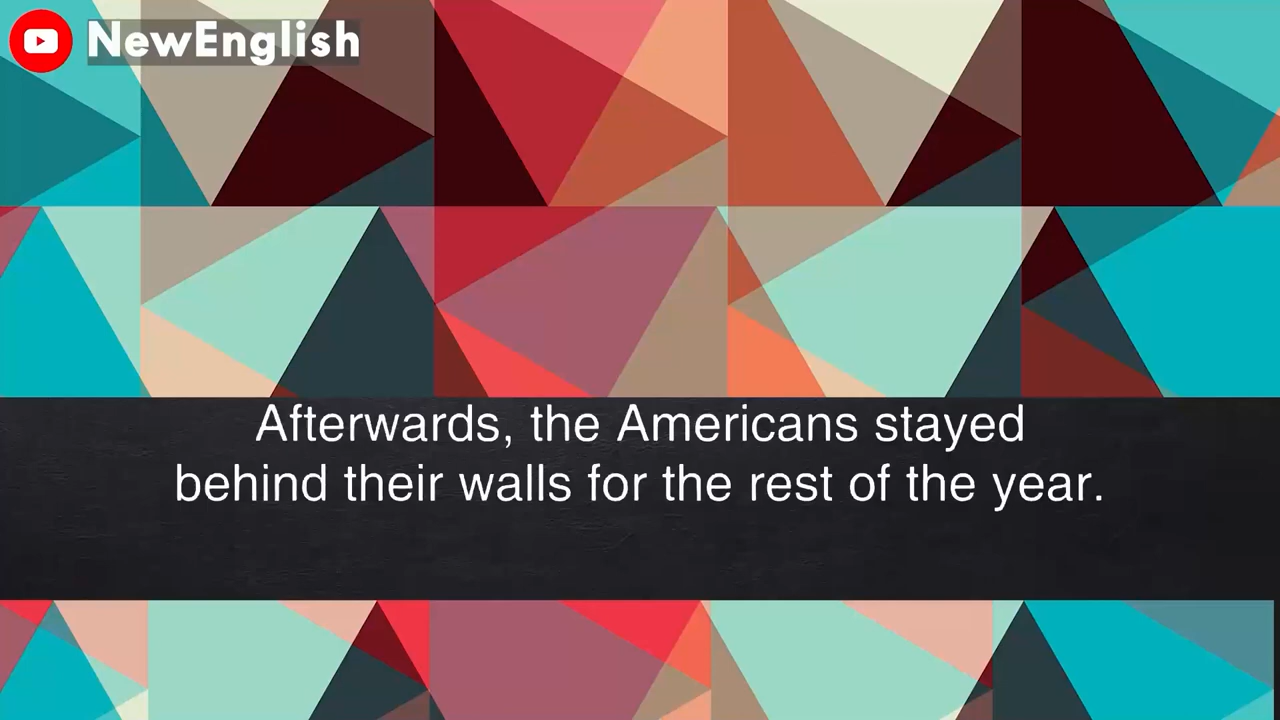 NewEnglish
Afterwards, the Americans stayed
behind their walls for the rest of the year.